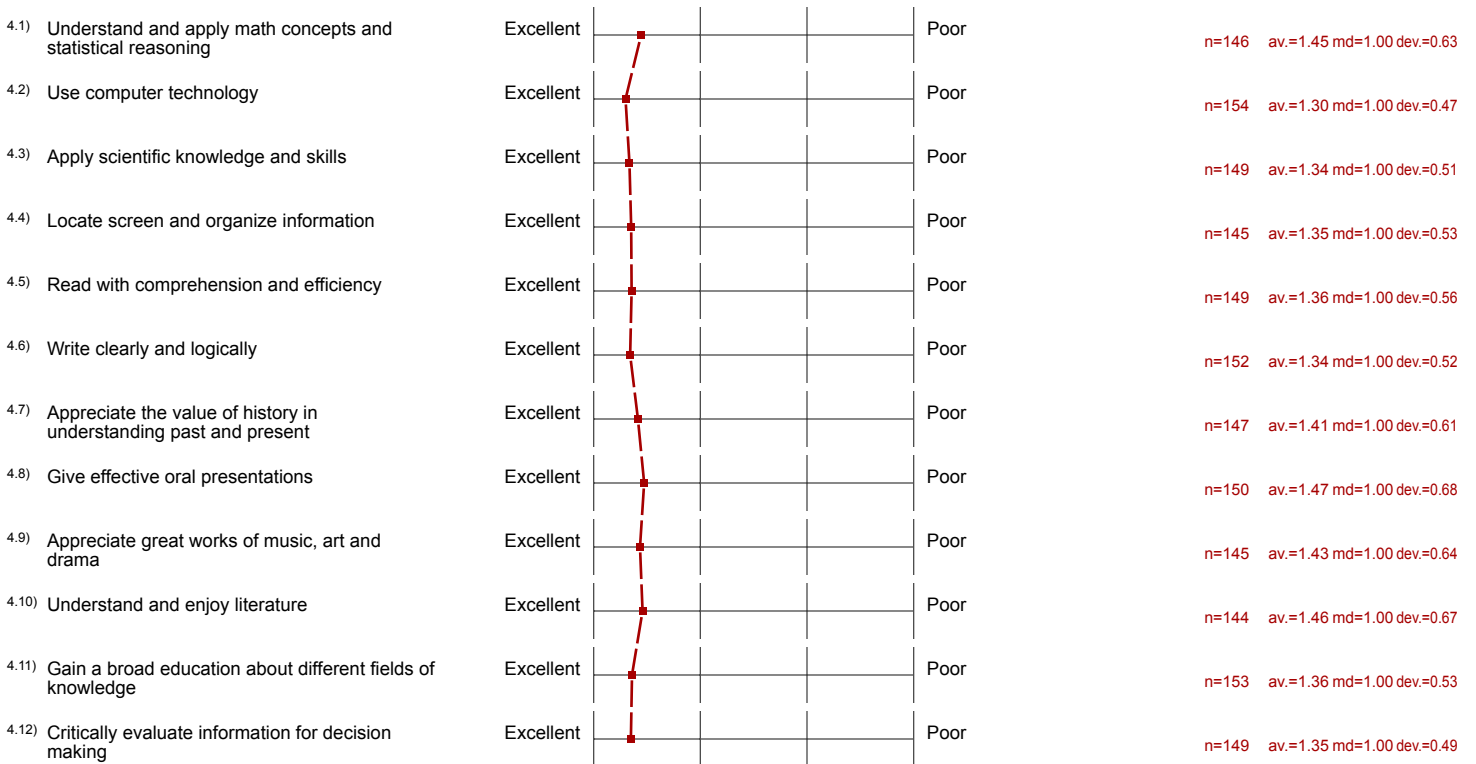 4.1) Understand and apply math concepts and Excellent Poor
statistical reasoning n=146 av.=1.45 md=1.00 dev.=0.63
4.2) Use computer technology Excellent Poor
n=154 av.=1.30 md=1.00 dev.=0.47
4.3) Apply scientific knowledge and skills Excellent Poor
n=149 av.=1.34 md=1.00 dev.=0.51
4.4) Locate screen and organize information Excellent Poor
n=145 av.=1.35 md=1.00 dev.=0.53
4.5) Read with comprehension and efficiency Excellent Poor
n=149 av.=1.36 md=1.00 dev.=0.56
4.6) Write clearly and logically Excellent Poor
n=152 av.=1.34 md=1.00 dev.=0.52
4.7) Appreciate the value of history in Excellent Poor
understanding past and present n=147 av.=1.41 md=1.00 dev.=0.61
4.8) Give effective oral presentations Excellent Poor
n=150 av.=1.47 md=1.00 dev.=0.68
4.9) Appreciate great works of music, art and Excellent Poor
drama n=145 av.=1.43 md=1.00 dev.=0.64
4.10) Understand and enjoy literature Excellent Poor
n=144 av.=1.46 md=1.00 dev.=0.67
4.11) Gain a broad education about different fields of Excellent Poor
knowledge n=153 av.=1.36 md=1.00 dev.=0.53
4.12) Critically evaluate information for decision Excellent Poor
making n=149 av.=1.35 md=1.00 dev.=0.49